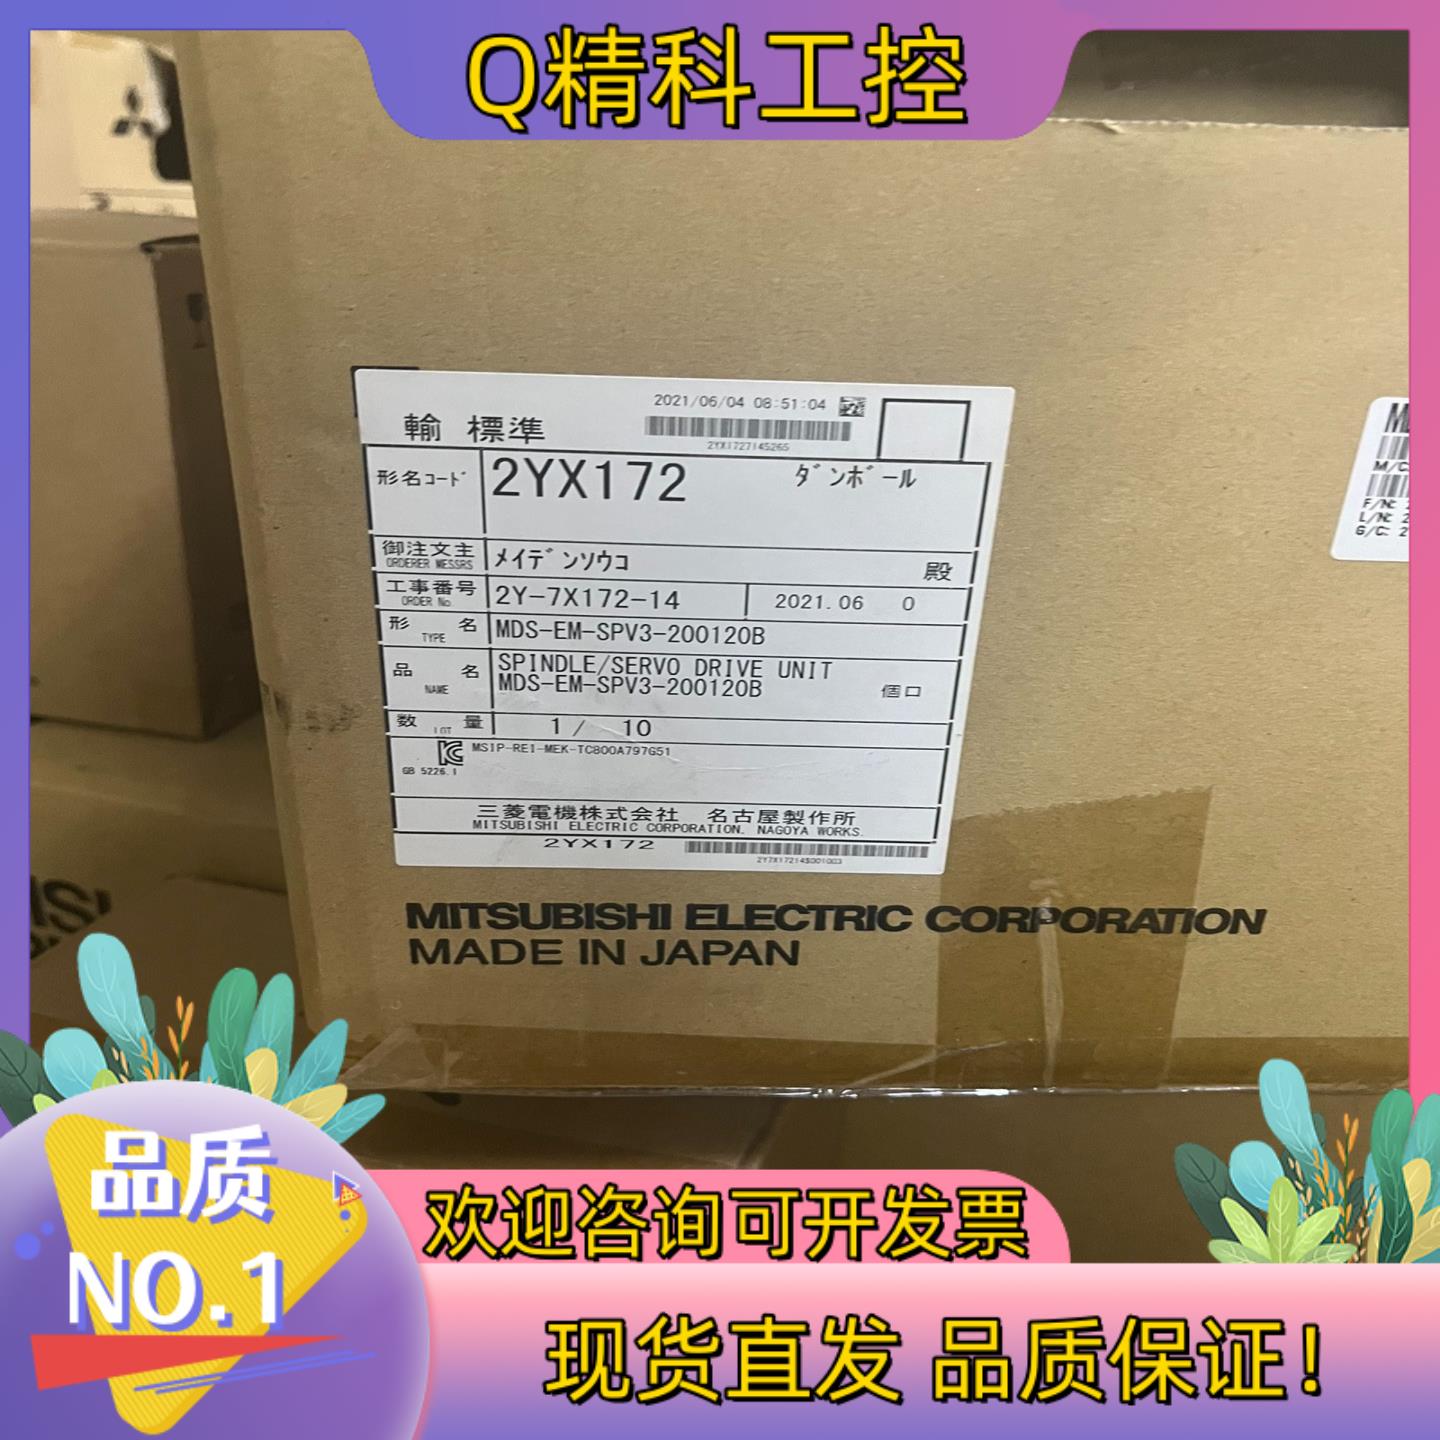 Q精科工控
2021/06/04 08:51:04
輸 標準
2YX172714S265
形名コード 2YX172 ダンボール
御注文主 メイデンソウコ 殿
ORDERER MESSRS
工事番号 2Y-7X172-14 2021.06 0
ORDER No.
形名 MDS-EM-SPV3-200120B
TYPE
品名 SPINDLE/SERVO DRIVE UNIT
NAME MDS-EM-SPV3-200120B 個口
数量 1/ 10
LOT
MSIP-REI-MEK-TC800A797G51
GB 5226.1
三菱電機株式会社 名古屋製作所
MITSUBISHI ELECTRIC CORPORATION. NAGOYA WORKS.
2YX172
2Y7X17214S001003
MITSUBISHI ELECTRIC CORPORATION
MADE IN JAPAN
M/C:
F/N:
L/N: 2
G/C: 2
品质
NO.1
欢迎咨询可开发票
现货直发 品质保证!